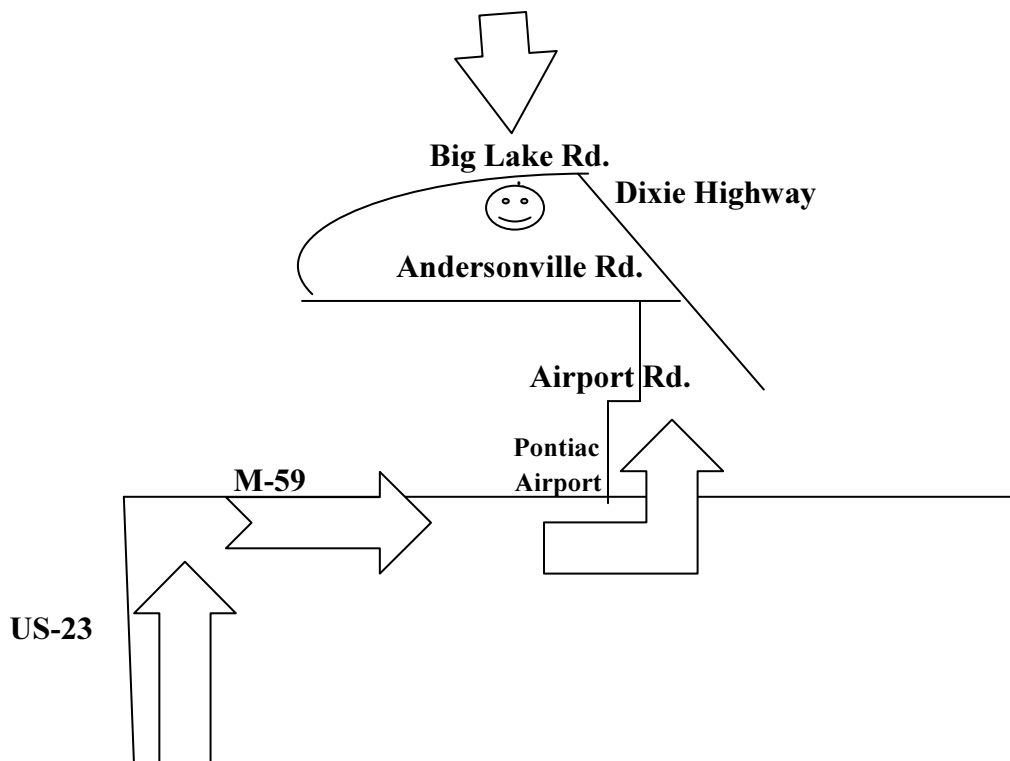 Big Lake Rd.
Dixie Highway
Andersonville Rd.
Airport Rd.
Pontiac
Airport
M-59
US-23